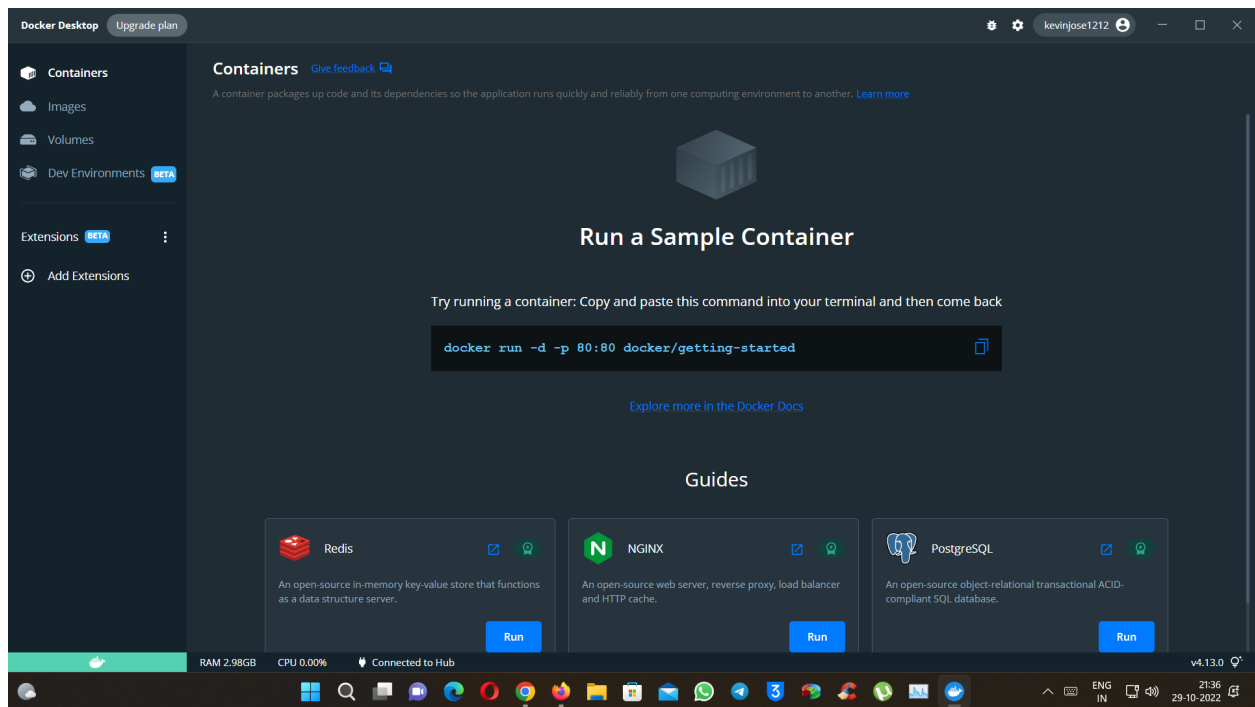 Docker Desktop Upgrade plan kevinjose1212
Containers
Images
Volumes
Dev Environments BETA
Extensions BETA
Add Extensions
Containers Give feedback
A container packages up code and its dependencies so the application runs quickly and reliably from one computing environment to another. Learn more
Run a Sample Container
Try running a container: Copy and paste this command into your terminal and then come back
docker run -d -p 80:80 docker/getting-started
Explore more in the Docker Docs
Guides
Redis
An open-source in-memory key-value store that functions
as a data structure server.
Run
N NGINX
An open-source web server, reverse proxy, load balancer
and HTTP cache.
Run
PostgreSQL
An open-source object-relational transactional ACID-
compliant SQL database.
Run
RAM 2.98GB CPU 0.00% Connected to Hub v4.13.0
ENG
IN
21:36
29-10-2022